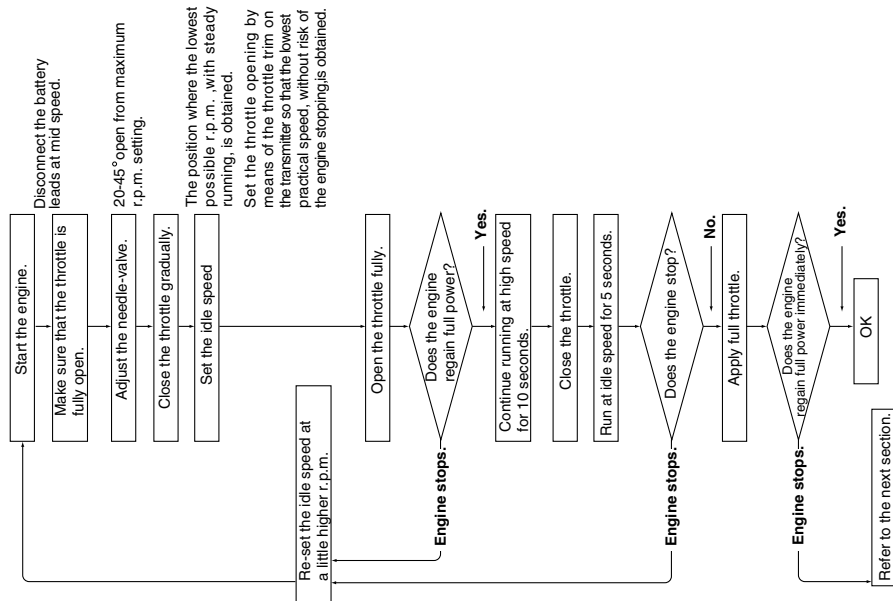 Start the engine.
Disconnect the battery
leads at mid speed.
Make sure that the throttle is
fully open.
Adjust the needle-valve.
20-45° open from maximum
r.p.m. setting.
Close the throttle gradually.
Set the idle speed
The position where the lowest
possible r.p.m. ,with steady
running, is obtained.
Set the throttle opening by
means of the throttle trim on
the transmitter so that the lowest
practical speed, without risk of
the engine stopping,is obtained.
Re-set the idle speed at
a little higher r.p.m.
Open the throttle fully.
Does the engine
regain full power?
Engine stops.
Yes.
Continue running at high speed
for 10 seconds.
Close the throttle.
Run at idle speed for 5 seconds.
Does the engine stop?
Engine stops.
No.
Apply full throttle.
Does the engine
regain full power immediately?
Engine stops.
Yes.
OK
Refer to the next section.